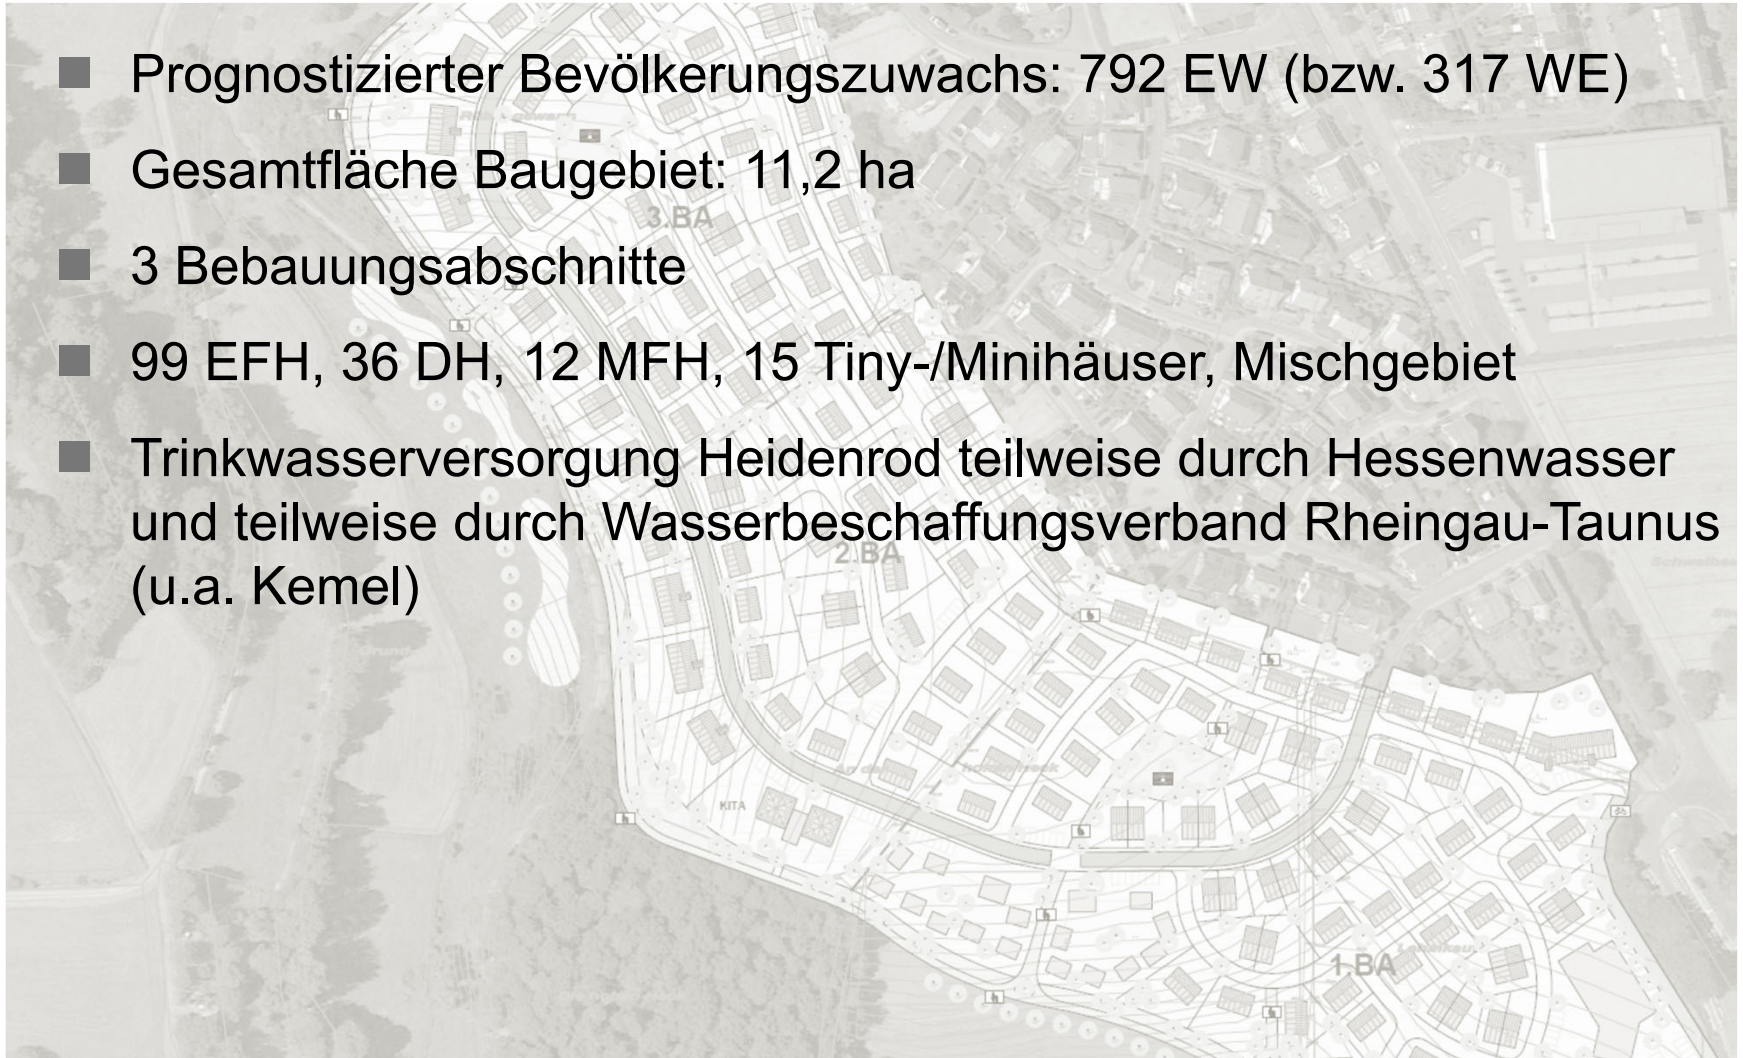 Prognostizierter Bevölkerungszuwachs: 792 EW (bzw. 317 WE)
Gesamtfläche Baugebiet: 11,2 ha
3.BA
3 Bebauungsabschnitte
99 EFH, 36 DH, 12 MFH, 15 Tiny-/Minihäuser, Mischgebiet
Trinkwasserversorgung Heidenrod teilweise durch Hessenwasser
und teilweise durch Wasserbeschaffungsverband Rheingau-Taunus
2.BA
(u.a. Kemel)
Grund
KITA
1.BA